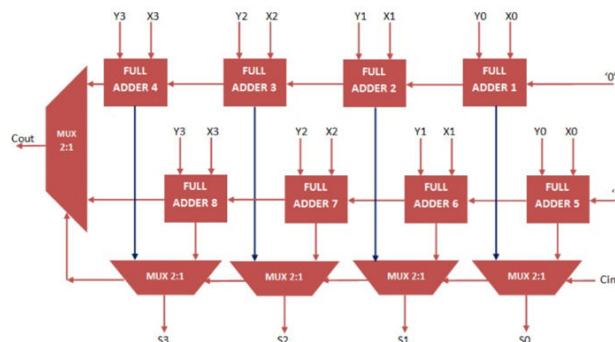 Y3 X3 Y2 X2 Y1 X1 Y0 X0
FULL ADDER 4
FULL ADDER 3
FULL ADDER 2
FULL ADDER 1
'0'
Cout
MUX 2:1
Y3 X3 Y2 X2 Y1 X1 Y0 X0
FULL ADDER 8
FULL ADDER 7
FULL ADDER 6
FULL ADDER 5
MUX 2:1
MUX 2:1
MUX 2:1
MUX 2:1
S3 S2 S1 S0